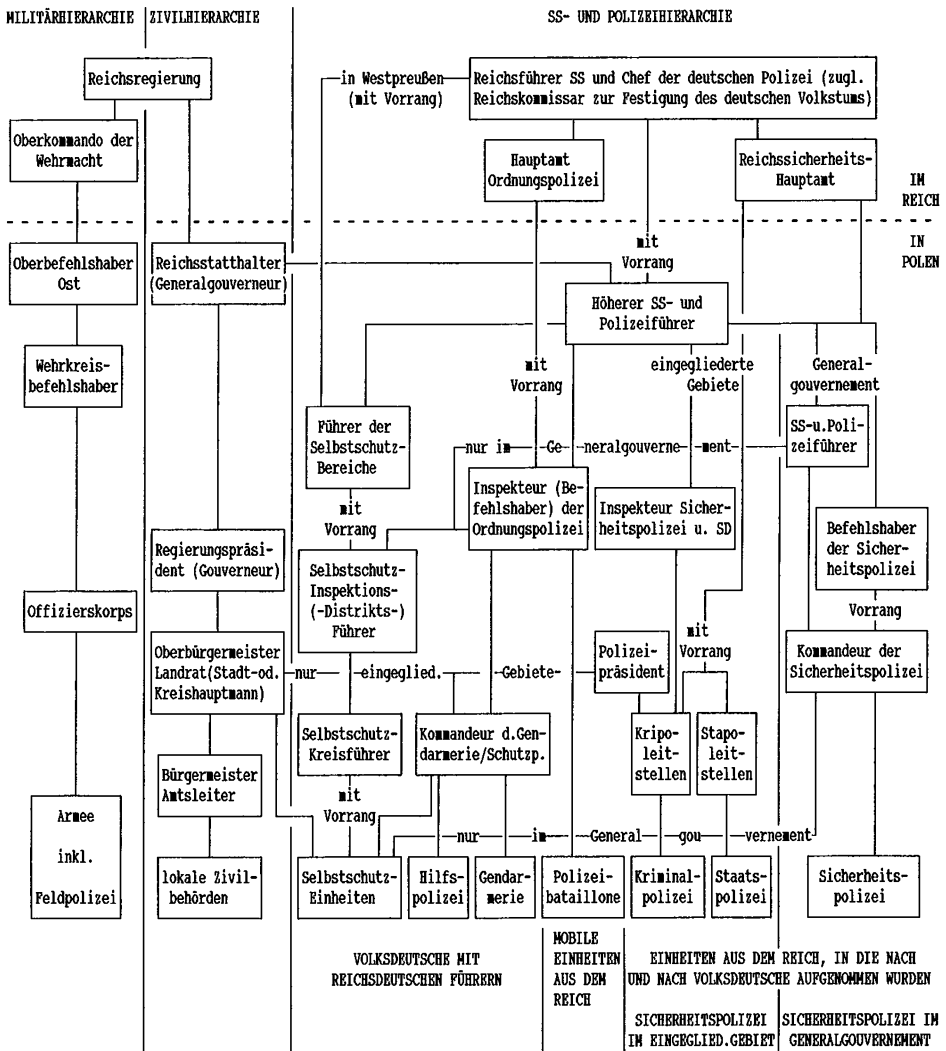 MILITÄRHIERARCHIE
ZIVILHIERARCHIE
SS- UND POLIZEIHIERARCHIE
Reichsregierung
in Westpreußen
(mit Vorrang)
Reichsführer SS und Chef der deutschen Polizei (zugl.
Reichskommissar zur Festigung des deutschen Volkstums)
Oberkommando der
Wehrmacht
Hauptamt
Ordnungspolizei
Reichssicherheits-
Hauptamt
IM
REICH
IN
POLEN
Oberbefehlshaber
Ost
Reichsstatthalter
(Generalgouverneur)
mit
Vorrang
Höherer SS- und
Polizeiführer
Wehrkreis-
befehlshaber
mit
Vorrang
eingegliederte
Gebiete
General-
gouvernement
Führer der
Selbstschutz-
Bereiche
SS-u.Poli-
zeiführer
nur im Ge neralgouverne ment
Inspekteur (Be-
fehlshaber) der
Ordnungspolizei
Inspekteur Sicher-
heitspolizei u. SD
mit
Vorrang
Befehlshaber
der Sicher-
heitspolizei
Regierungspräsi-
dent (Gouverneur)
Selbstschutz-
Inspektions-
(-Distrikts-)
Führer
Offizierskorps
Vorrang
mit
Vorrang
Oberbürgermeister
Landrat(Stadt-od.
Kreishauptmann)
nur eingeglied. Gebiete
Polizei-
präsident
Kommandeur der
Sicherheitspolizei
Selbstschutz-
Kreisführer
Kommandeur d.Gen-
darmerie/Schutzp.
Kripo-
leit-
stellen
Stapo-
leit-
stellen
Bürgermeister
Amtsleiter
mit
Vorrang
Armee
inkl.
Feldpolizei
nur im General gou vernement
lokale Zivil-
behörden
Selbstschutz-
Einheiten
Hilfs-
polizei
Gendar-
merie
Polizei-
bataillone
Kriminal-
polizei
Staats-
polizei
Sicherheits-
polizei
VOLKSDEUTSCHE MIT
REICHSDEUTSCHEN FÜHRERN
MOBILE
EINHEITEN
AUS DEM
REICH
EINHEITEN AUS DEM REICH, IN DIE NACH
UND NACH VOLKSDEUTSCHE AUFGENOMMEN WURDEN
SICHERHEITSPOLIZEI
IM EINGEGLIED.GEBIET
SICHERHEITSPOLIZEI IM
GENERALGOUVERNEMENT